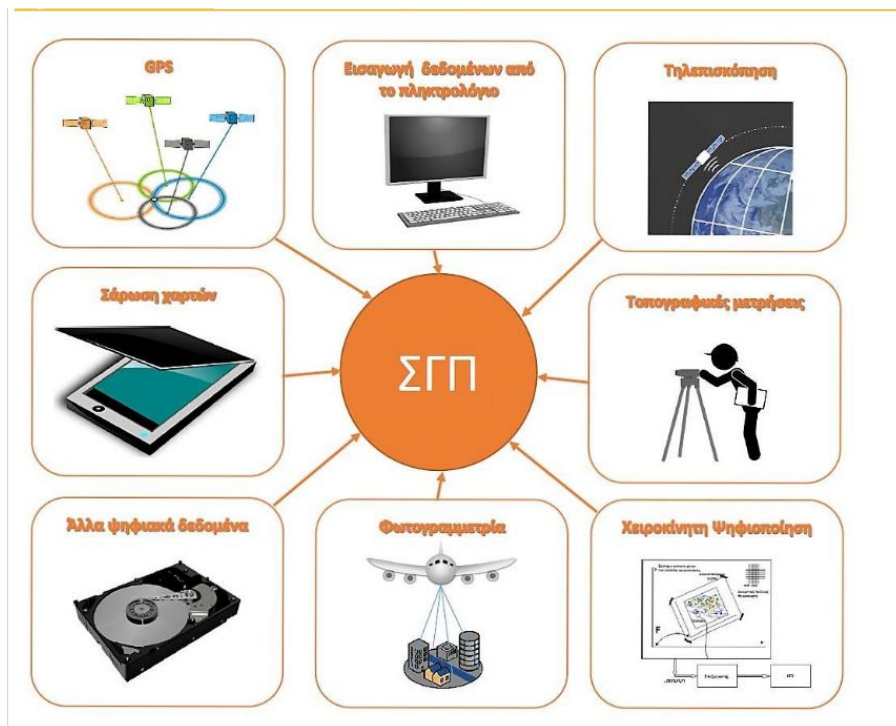 GPS
Εισαγωγή δεδομένων από
το πληκτρολόγιο
Τηλεπισκόπηση
Σάρωση χαρτών
ΣΓΠ
Τοπογραφικές μετρήσεις
Άλλα ψηφιακά δεδομένα
Φωτογραμμετρία
Χειροκίνητη Ψηφιοποίηση
F